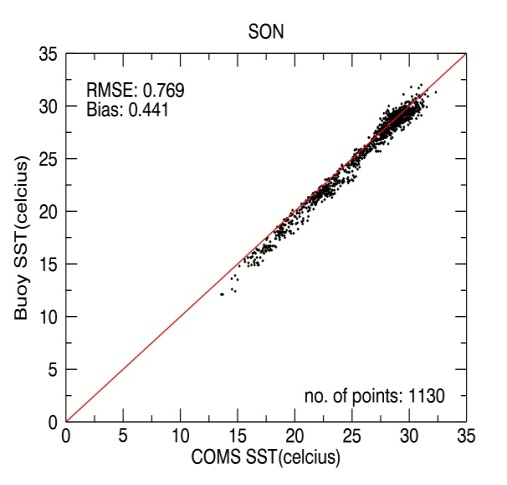 SON
35
30
25
20
15
10
5
0
Buoy SST(celcius)
RMSE: 0.769
Bias: 0.441
no. of points: 1130
0 5 10 15 20 25 30 35
COMS SST(celcius)